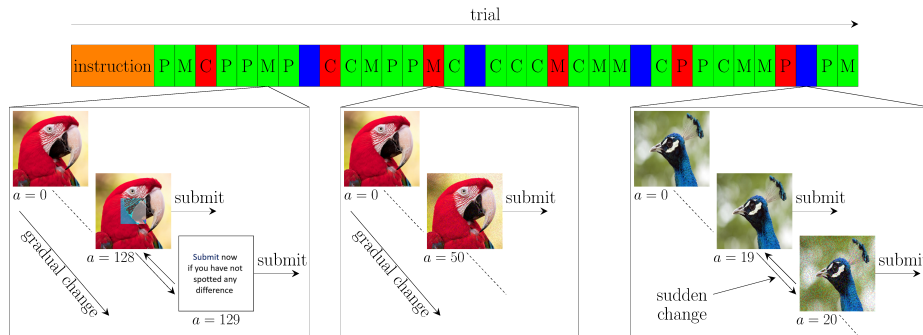 trial
instruction P M C P P M P C C M P P M C C C C M C M M C P P C M M P P M
a = 0
submit
a = 128
gradual change
Submit now
if you have not
spotted any
difference
submit
a = 129
a = 0
submit
a = 50
gradual change
a = 0
submit
a = 19
sudden
change
submit
a = 20